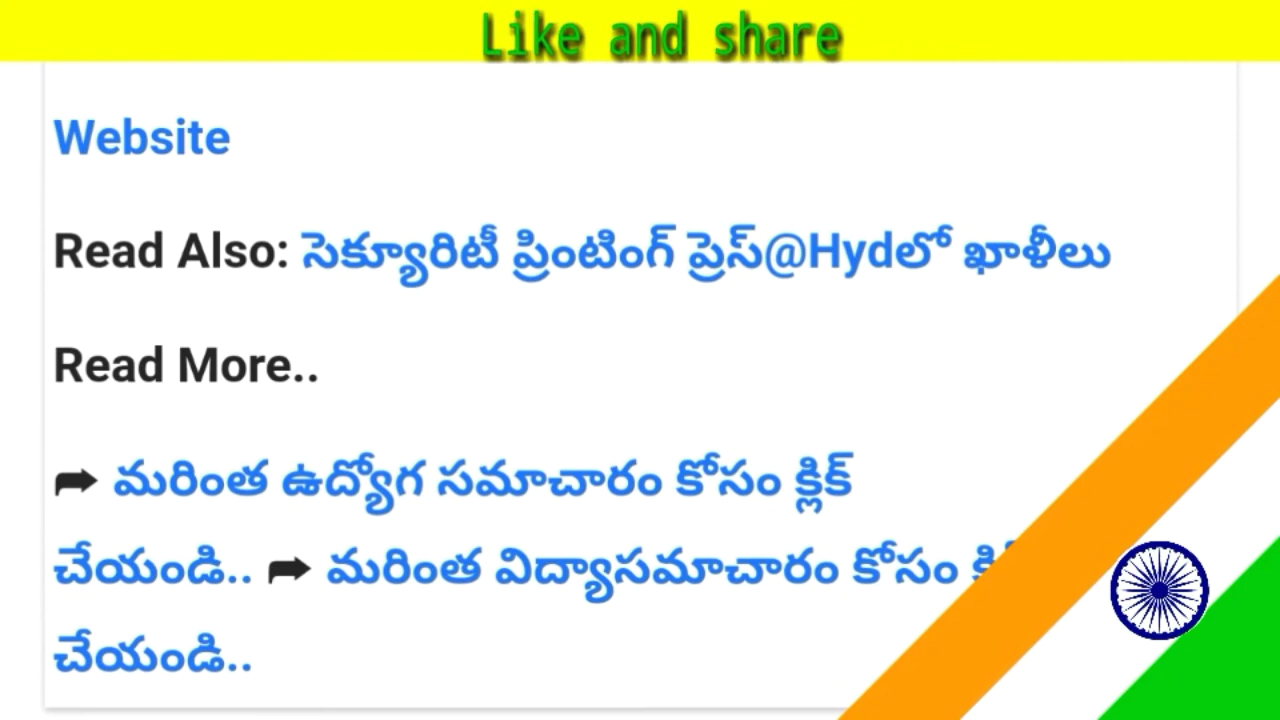 Like and share
Website
Read Also: సెక్యూరిటీ ప్రింటింగ్ ప్రెస్@Hydలో ఖాళీలు
Read More..
➦ మరింత ఉద్యోగ సమాచారం కోసం క్లిక్
చేయండి.. ➦ మరింత విద్యాసమాచారం కోసం
చేయండి..